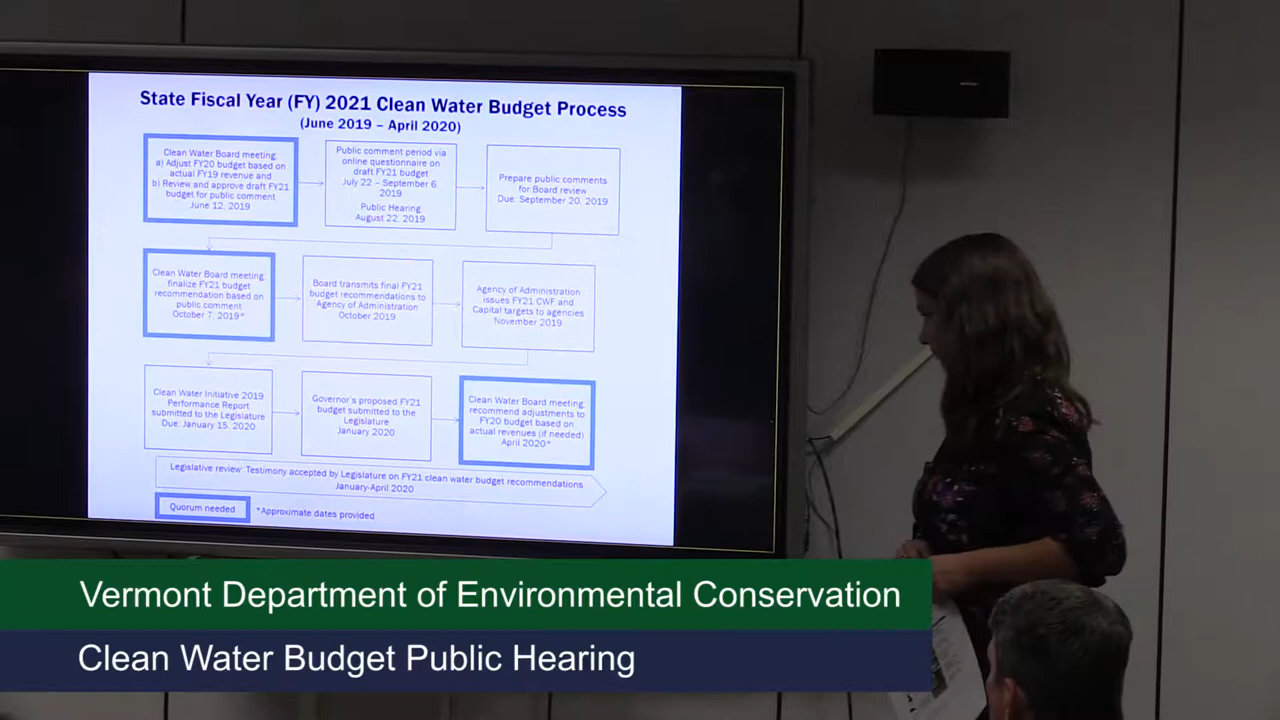 State Fiscal Year (FY) 2021 Clean Water Budget Process
(June 2019 – April 2020)
Clean Water Board meeting:
a) Adjust FY20 budget based on
actual FY19 revenue and
b) Review and approve draft FY21
budget for public comment
June 12, 2019
Public comment period via
online questionnaire on
draft FY21 budget
July 22 – September 6,
2019
Public Hearing
August 22, 2019
Prepare public comments
for Board review
Due: September 20, 2019
Clean Water Board meeting:
finalize FY21 budget
recommendation based on
public comment
October 7, 2019*
Board transmits final FY21
budget recommendations to
Agency of Administration
October 2019
Agency of Administration
issues FY21 CWF and
Capital targets to agencies
November 2019
Clean Water Initiative 2019
Performance Report
submitted to the Legislature
Due: January 15, 2020
Governor's proposed FY21
budget submitted to the
Legislature
January 2020
Clean Water Board meeting:
recommend adjustments to
FY20 budget based on
actual revenues (if needed)
April 2020*
Legislative review: Testimony accepted by Legislature on FY21 clean water budget recommendations
January-April 2020
Quorum needed
*Approximate dates provided
Vermont Department of Environmental Conservation
Clean Water Budget Public Hearing